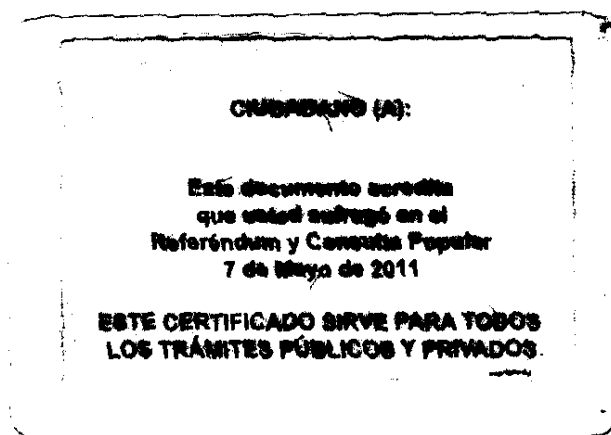 CIUDADANO (A):
Este documento acredita
que usted sufragó en el
Referéndum y Consulta Popular
7 de Mayo de 2011
ESTE CERTIFICADO SIRVE PARA TODOS
LOS TRÁMITES PÚBLICOS Y PRIVADOS